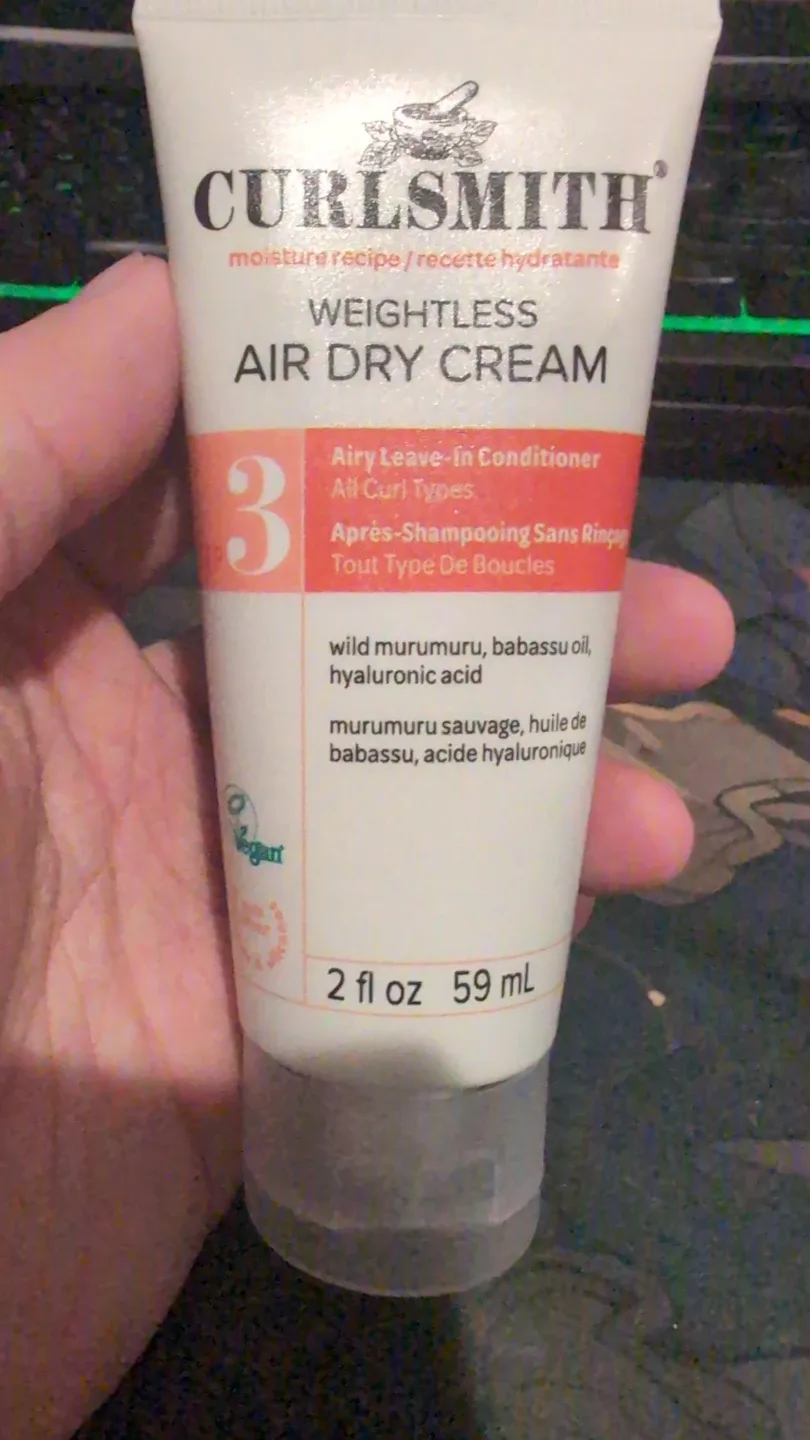 CURLSMITH®
moisture recipe / recette hydratante
WEIGHTLESS
AIR DRY CREAM
3
Airy Leave-In Conditioner
All Curl Types
Après-Shampooing Sans
Tout Type De Boucles
wild murumuru, babassu oil,
hyaluronic acid
murumuru sauvage, huile de
babassu, acide hyaluronique
Vegan
2 fl oz 59 mL